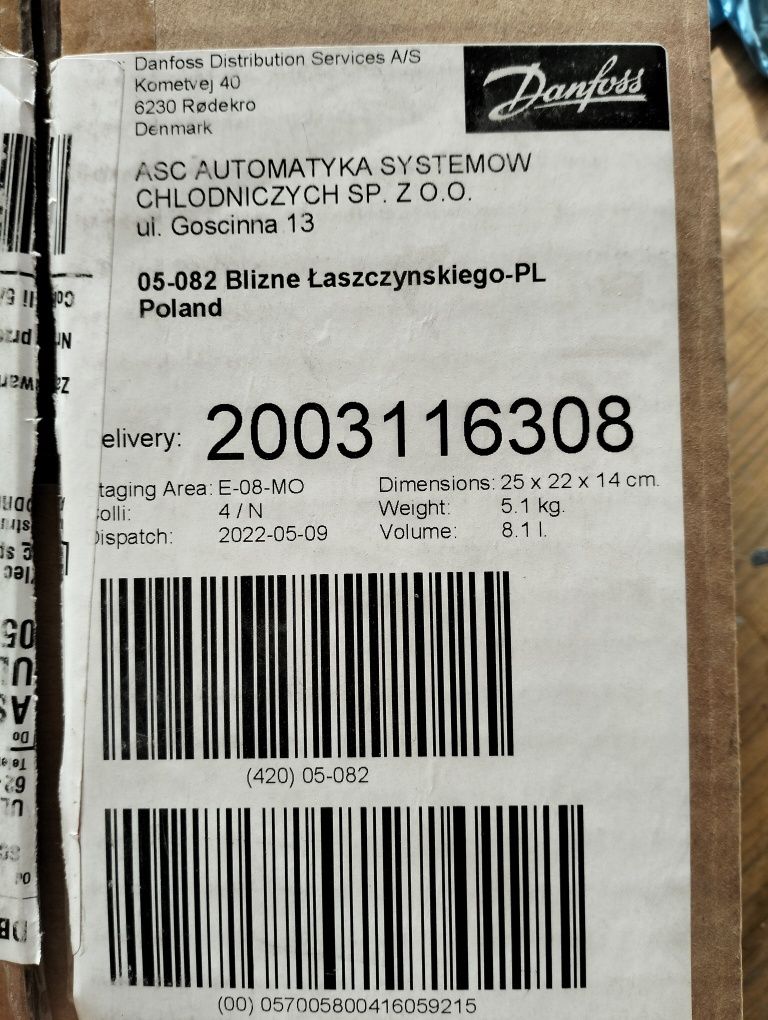 Danfoss Distribution Services A/S
Kometvej 40
6230 Rødekro
Denmark
Danfoss
ASC AUTOMATYKA SYSTEMOW
CHLODNICZYCH SP. Z O.O.
ul. Goscinna 13
05-082 Blizne Łaszczynskiego-PL
Poland
elivery: 2003116308
taging Area: E-08-MO Dimensions: 25 x 22 x 14 cm.
olli: 4 / N Weight: 5.1 kg.
ispatch: 2022-05-09 Volume: 8.1 l.
(420) 05-082
(00) 057005800416059215